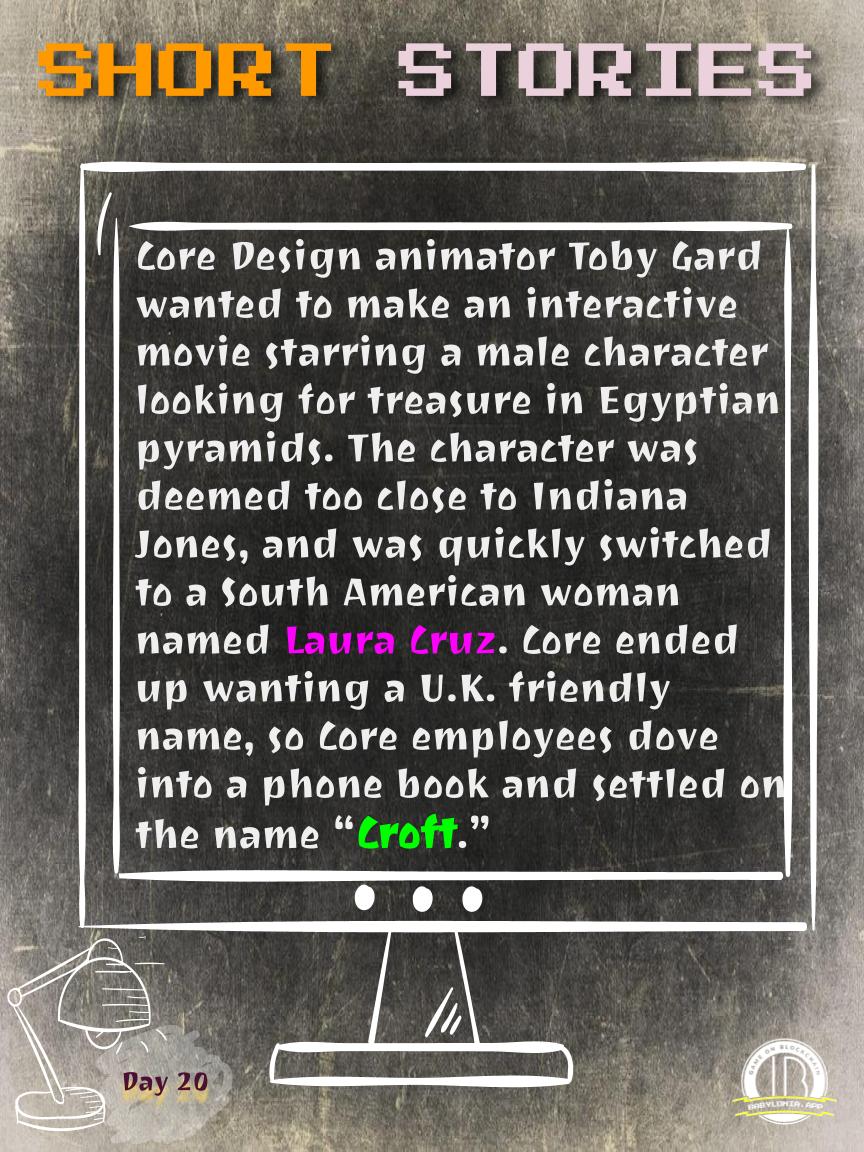 SHORT STORIES
Core Design animator Toby Gard
wanted to make an interactive
movie starring a male character
looking for treasure in Egyptian
pyramids. The character was
deemed too close to Indiana
Jones, and was quickly switched
to a South American woman
named Laura Cruz. Core ended
up wanting a U.K. friendly
name, so Core employees dove
into a phone book and settled on
the name “Croft.”
Day 20
GAME ON BLOCKCHAIN
BABYLONIA.APP